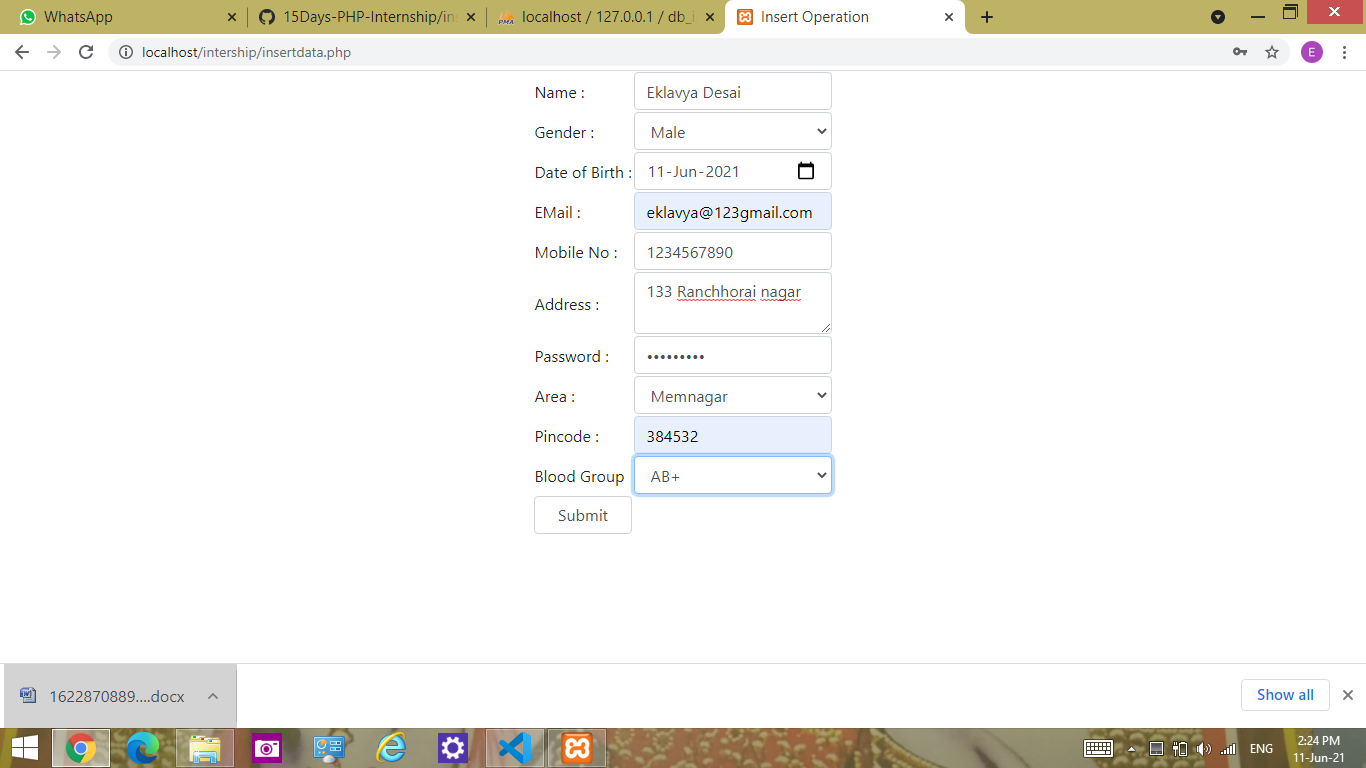 WhatsApp
15Days-PHP-Internship/in
localhost / 127.0.0.1 / db_i
Insert Operation
localhost/intership/insertdata.php
E
Name :
Eklavya Desai
Gender :
Male
Date of Birth :
11-Jun-2021
EMail :
eklavya@123gmail.com
Mobile No :
1234567890
Address :
133 Ranchhorai nagar
Password :
•••••••••
Area :
Memnagar
Pincode :
384532
Blood Group
AB+
Submit
1622870889....docx
Show all
ENG
2:24 PM
11-Jun-21